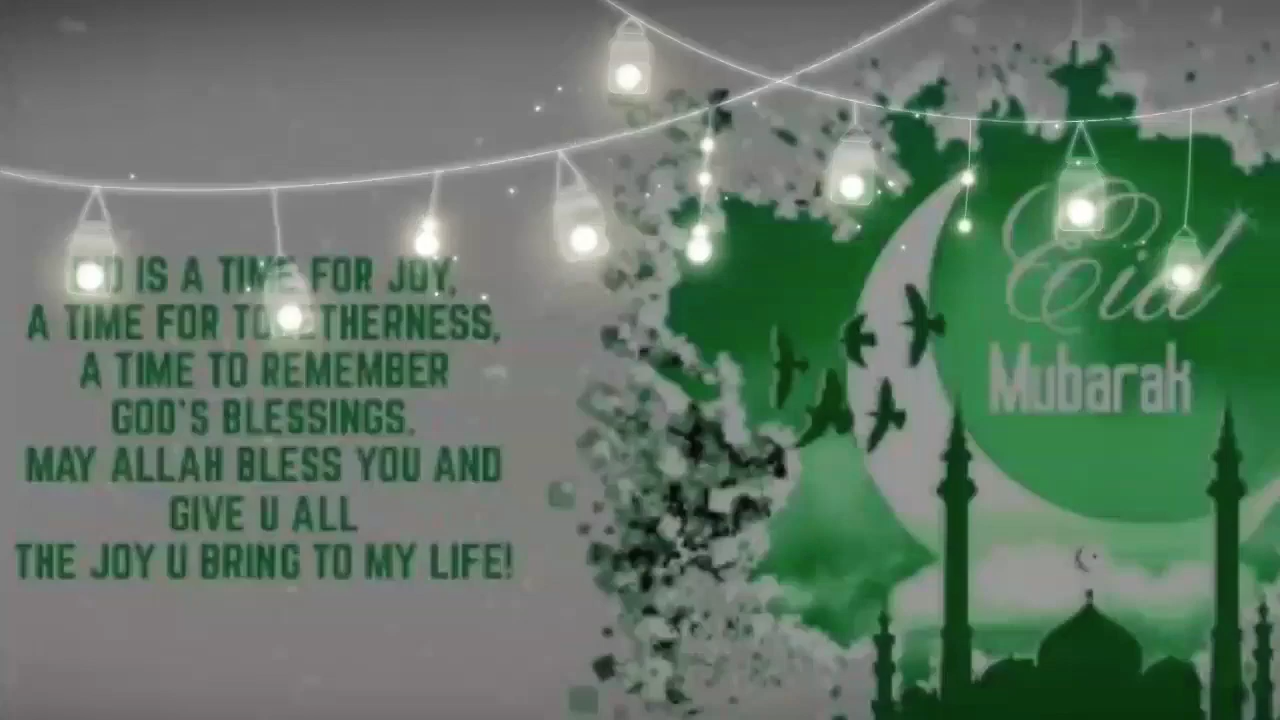 EID IS A TIME FOR JOY,
A TIME FOR TOGETHERNESS,
A TIME TO REMEMBER
GOD'S BLESSINGS.
MAY ALLAH BLESS YOU AND
GIVE U ALL
THE JOY U BRING TO MY LIFE!
Eid
Mubarak